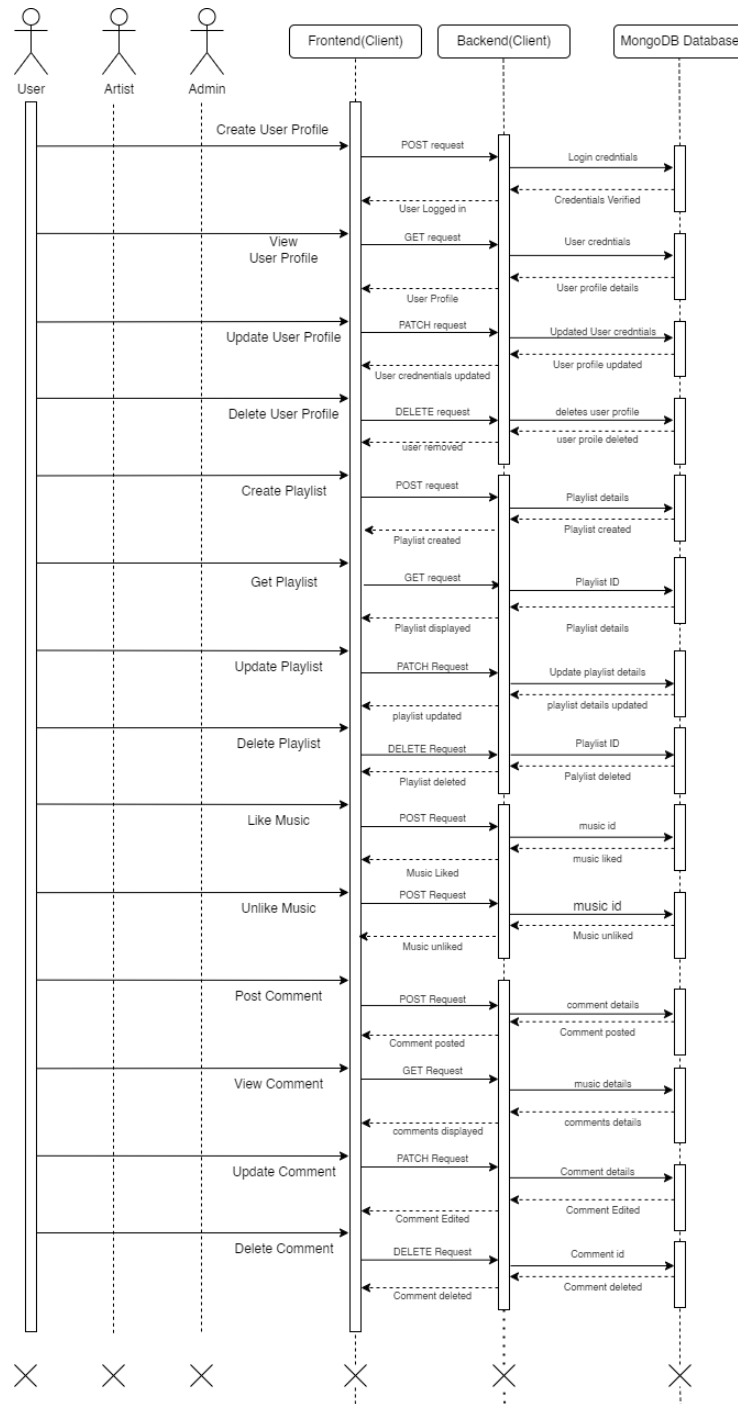 Frontend(Client)
Backend(Client)
MongoDB Database
User
Artist
Admin
Create User Profile
POST request
Login credntials
Credentials Verified
User Logged in
View
User Profile
GET request
User credntials
User profile details
User Profile
Update User Profile
PATCH request
Updated User credntials
User profile updated
User crednentials updated
Delete User Profile
DELETE request
deletes user profile
user proile deleted
user removed
Create Playlist
POST request
Playlist details
Playlist created
Playlist created
Get Playlist
GET request
Playlist ID
Playlist details
Playlist displayed
Update Playlist
PATCH Request
Update playlist details
playlist details updated
playlist updated
Delete Playlist
DELETE Request
Playlist ID
Palylist deleted
Playlist deleted
Like Music
POST Request
music id
music liked
Music Liked
Unlike Music
POST Request
music id
Music unliked
Music unliked
Post Comment
POST Request
comment details
Comment posted
Comment posted
View Comment
GET Request
music details
comments details
comments displayed
Update Comment
PATCH Request
Comment details
Comment Edited
Comment Edited
Delete Comment
DELETE Request
Comment id
Comment deleted
Comment deleted